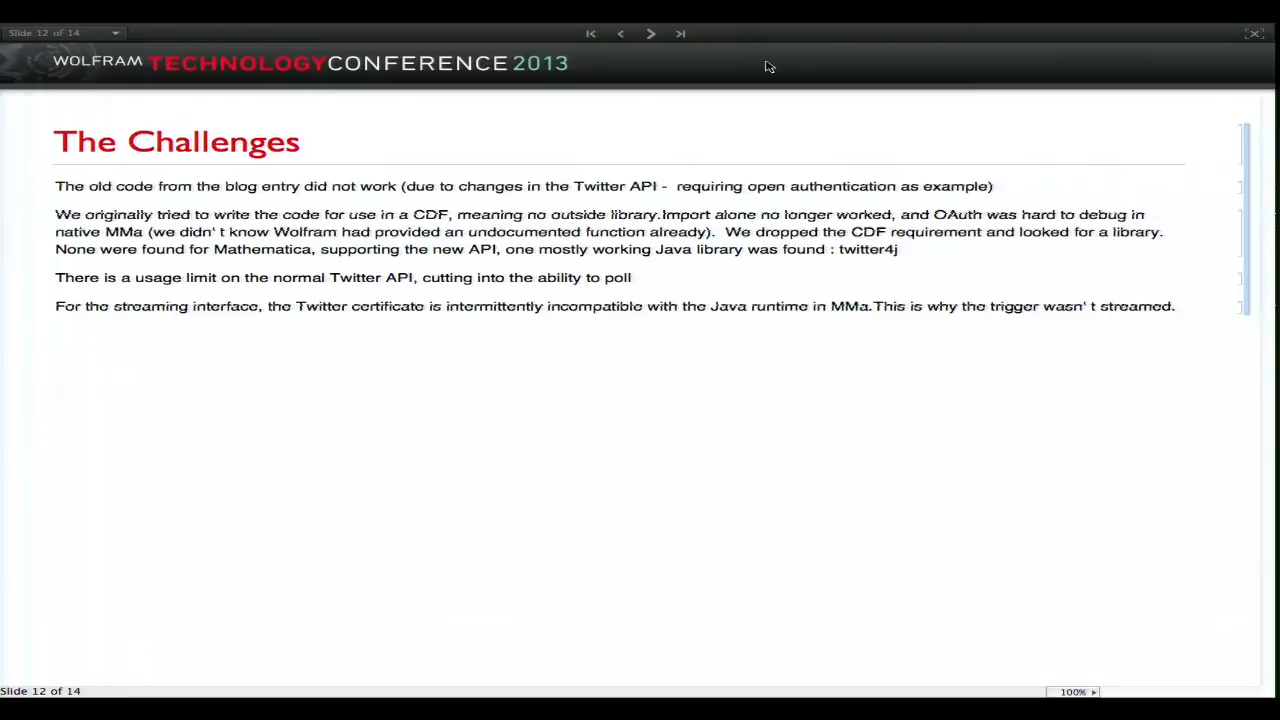 Slide 12 of 14
WOLFRAM TECHNOLOGYCONFERENCE 2013
The Challenges
The old code from the blog entry did not work (due to changes in the Twitter API -  requiring open authentication as example)
We originally tried to write the code for use in a CDF, meaning no outside library.Import alone no longer worked, and OAuth was hard to debug in
native MMa (we didn' t know Wolfram had provided an undocumented function already).  We dropped the CDF requirement and looked for a library.
None were found for Mathematica, supporting the new API, one mostly working Java library was found : twitter4j
There is a usage limit on the normal Twitter API, cutting into the ability to poll
For the streaming interface, the Twitter certificate is intermittently incompatible with the Java runtime in MMa.This is why the trigger wasn' t streamed.
Slide 12 of 14
100%